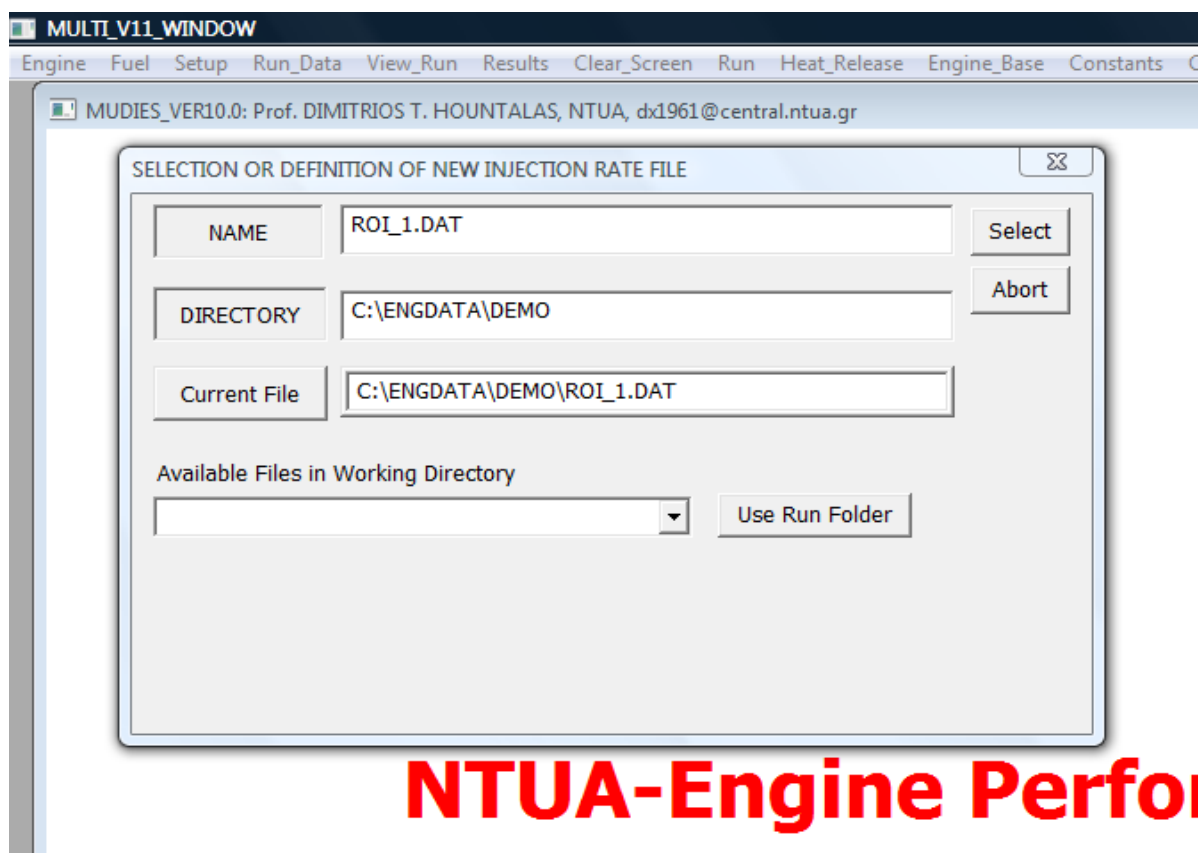 MULTI_V11_WINDOW
Engine Fuel Setup Run_Data View_Run Results Clear_Screen Run Heat_Release Engine_Base Constants
MUDIES_VER10.0: Prof. DIMITRIOS T. HOUNTALAS, NTUA, dx1961@central.ntua.gr
SELECTION OR DEFINITION OF NEW INJECTION RATE FILE
NAME ROI_1.DAT Select
Abort
DIRECTORY C:\ENGDATA\DEMO
Current File C:\ENGDATA\DEMO\ROI_1.DAT
Available Files in Working Directory
Use Run Folder
NTUA-Engine Perfo